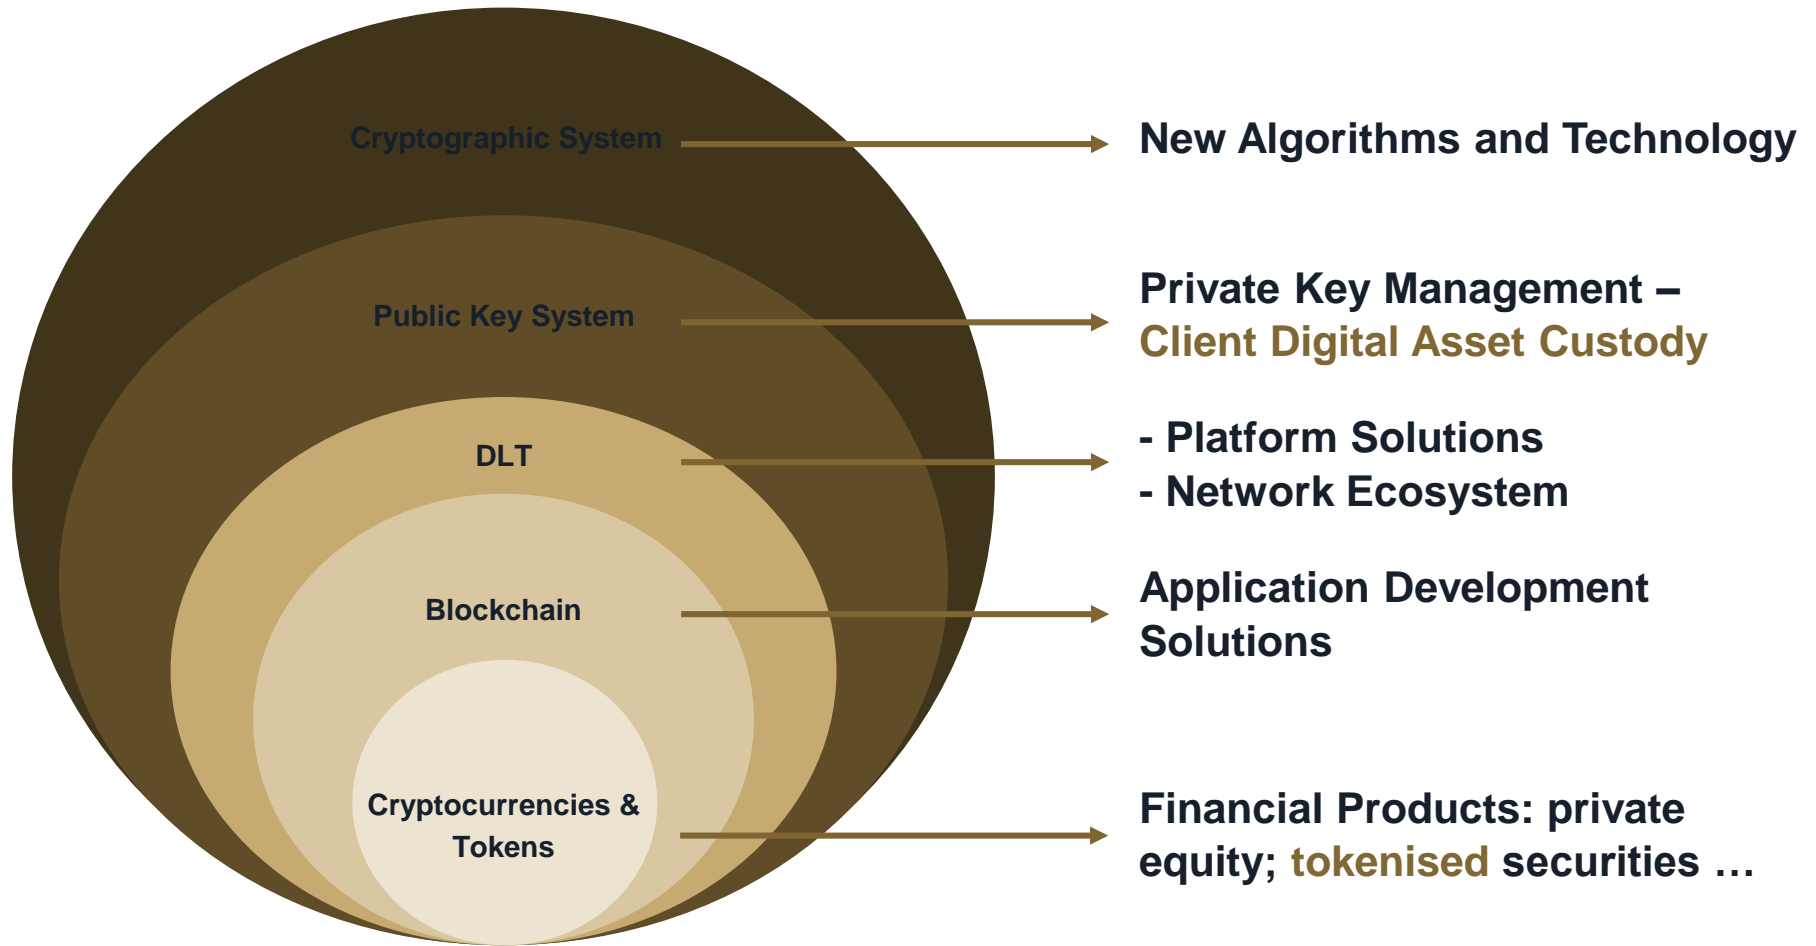 Cryptographic System
New Algorithms and Technology
Public Key System
Private Key Management –
Client Digital Asset Custody
DLT
- Platform Solutions
- Network Ecosystem
Blockchain
Application Development
Solutions
Cryptocurrencies &
Tokens
Financial Products: private
equity; tokenised securities …